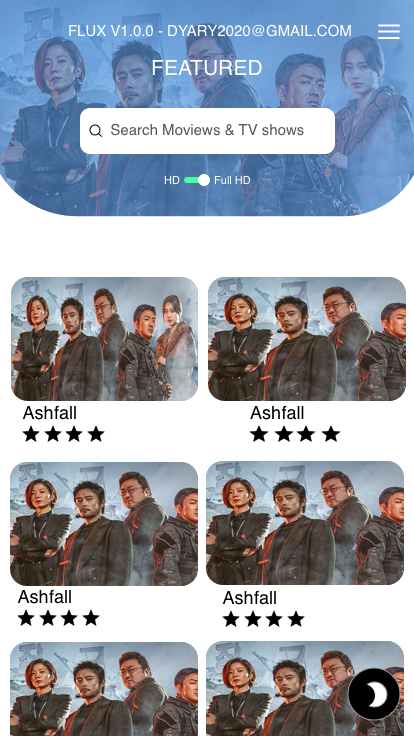 FLUX V1.0.0 - DYARY2020@GMAIL.COM
FEATURED
Search Moviews & TV shows
HD Full HD
Ashfall Ashfall
Ashfall Ashfall